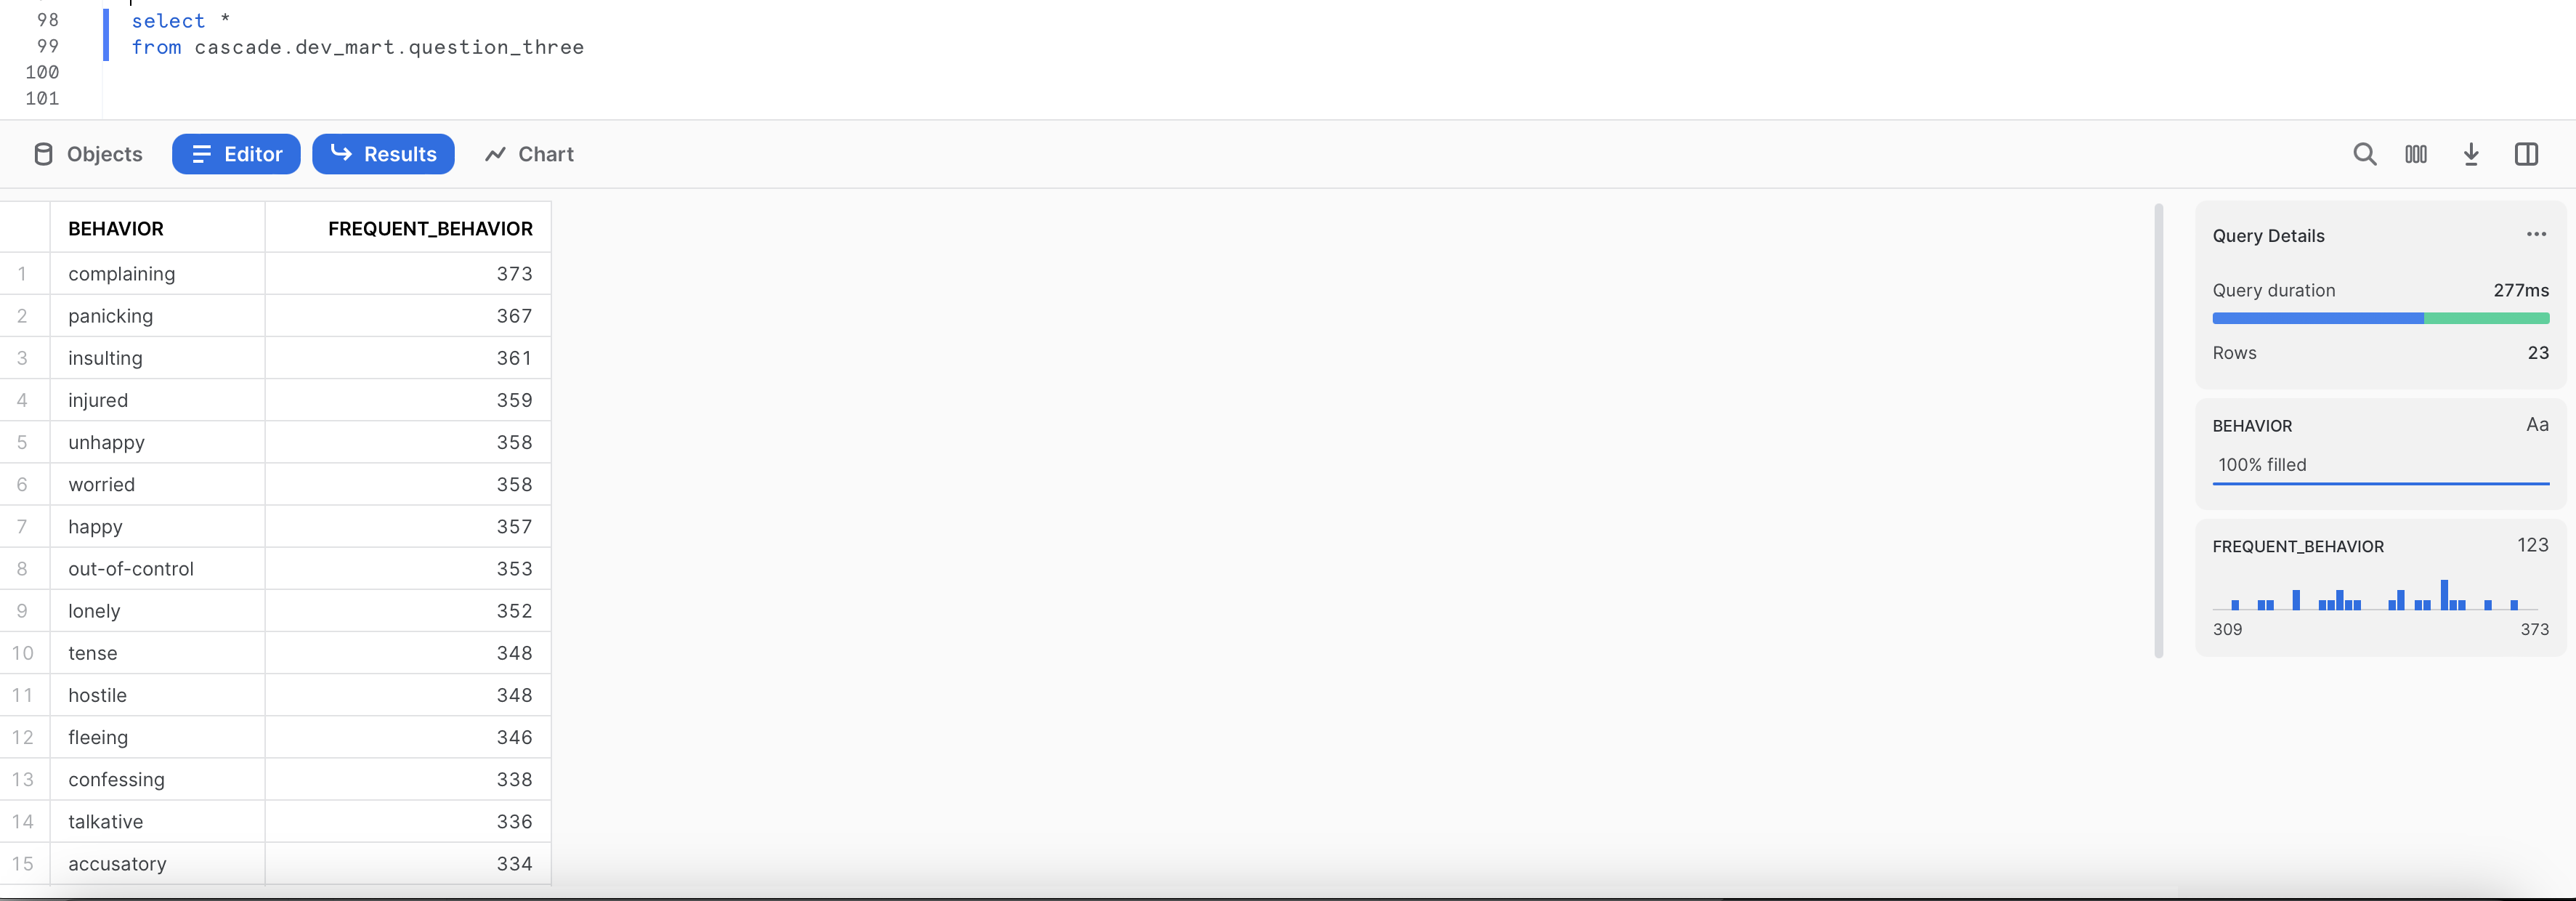 98 select *
99 from cascade.dev_mart.question_three
100
101
Objects Editor Results Chart
BEHAVIOR FREQUENT_BEHAVIOR
1 complaining 373
2 panicking 367
3 insulting 361
4 injured 359
5 unhappy 358
6 worried 358
7 happy 357
8 out-of-control 353
9 lonely 352
10 tense 348
11 hostile 348
12 fleeing 346
13 confessing 338
14 talkative 336
15 accusatory 334
Query Details ...
Query duration 277ms
Rows 23
BEHAVIOR Aa
100% filled
FREQUENT_BEHAVIOR 123
309 373